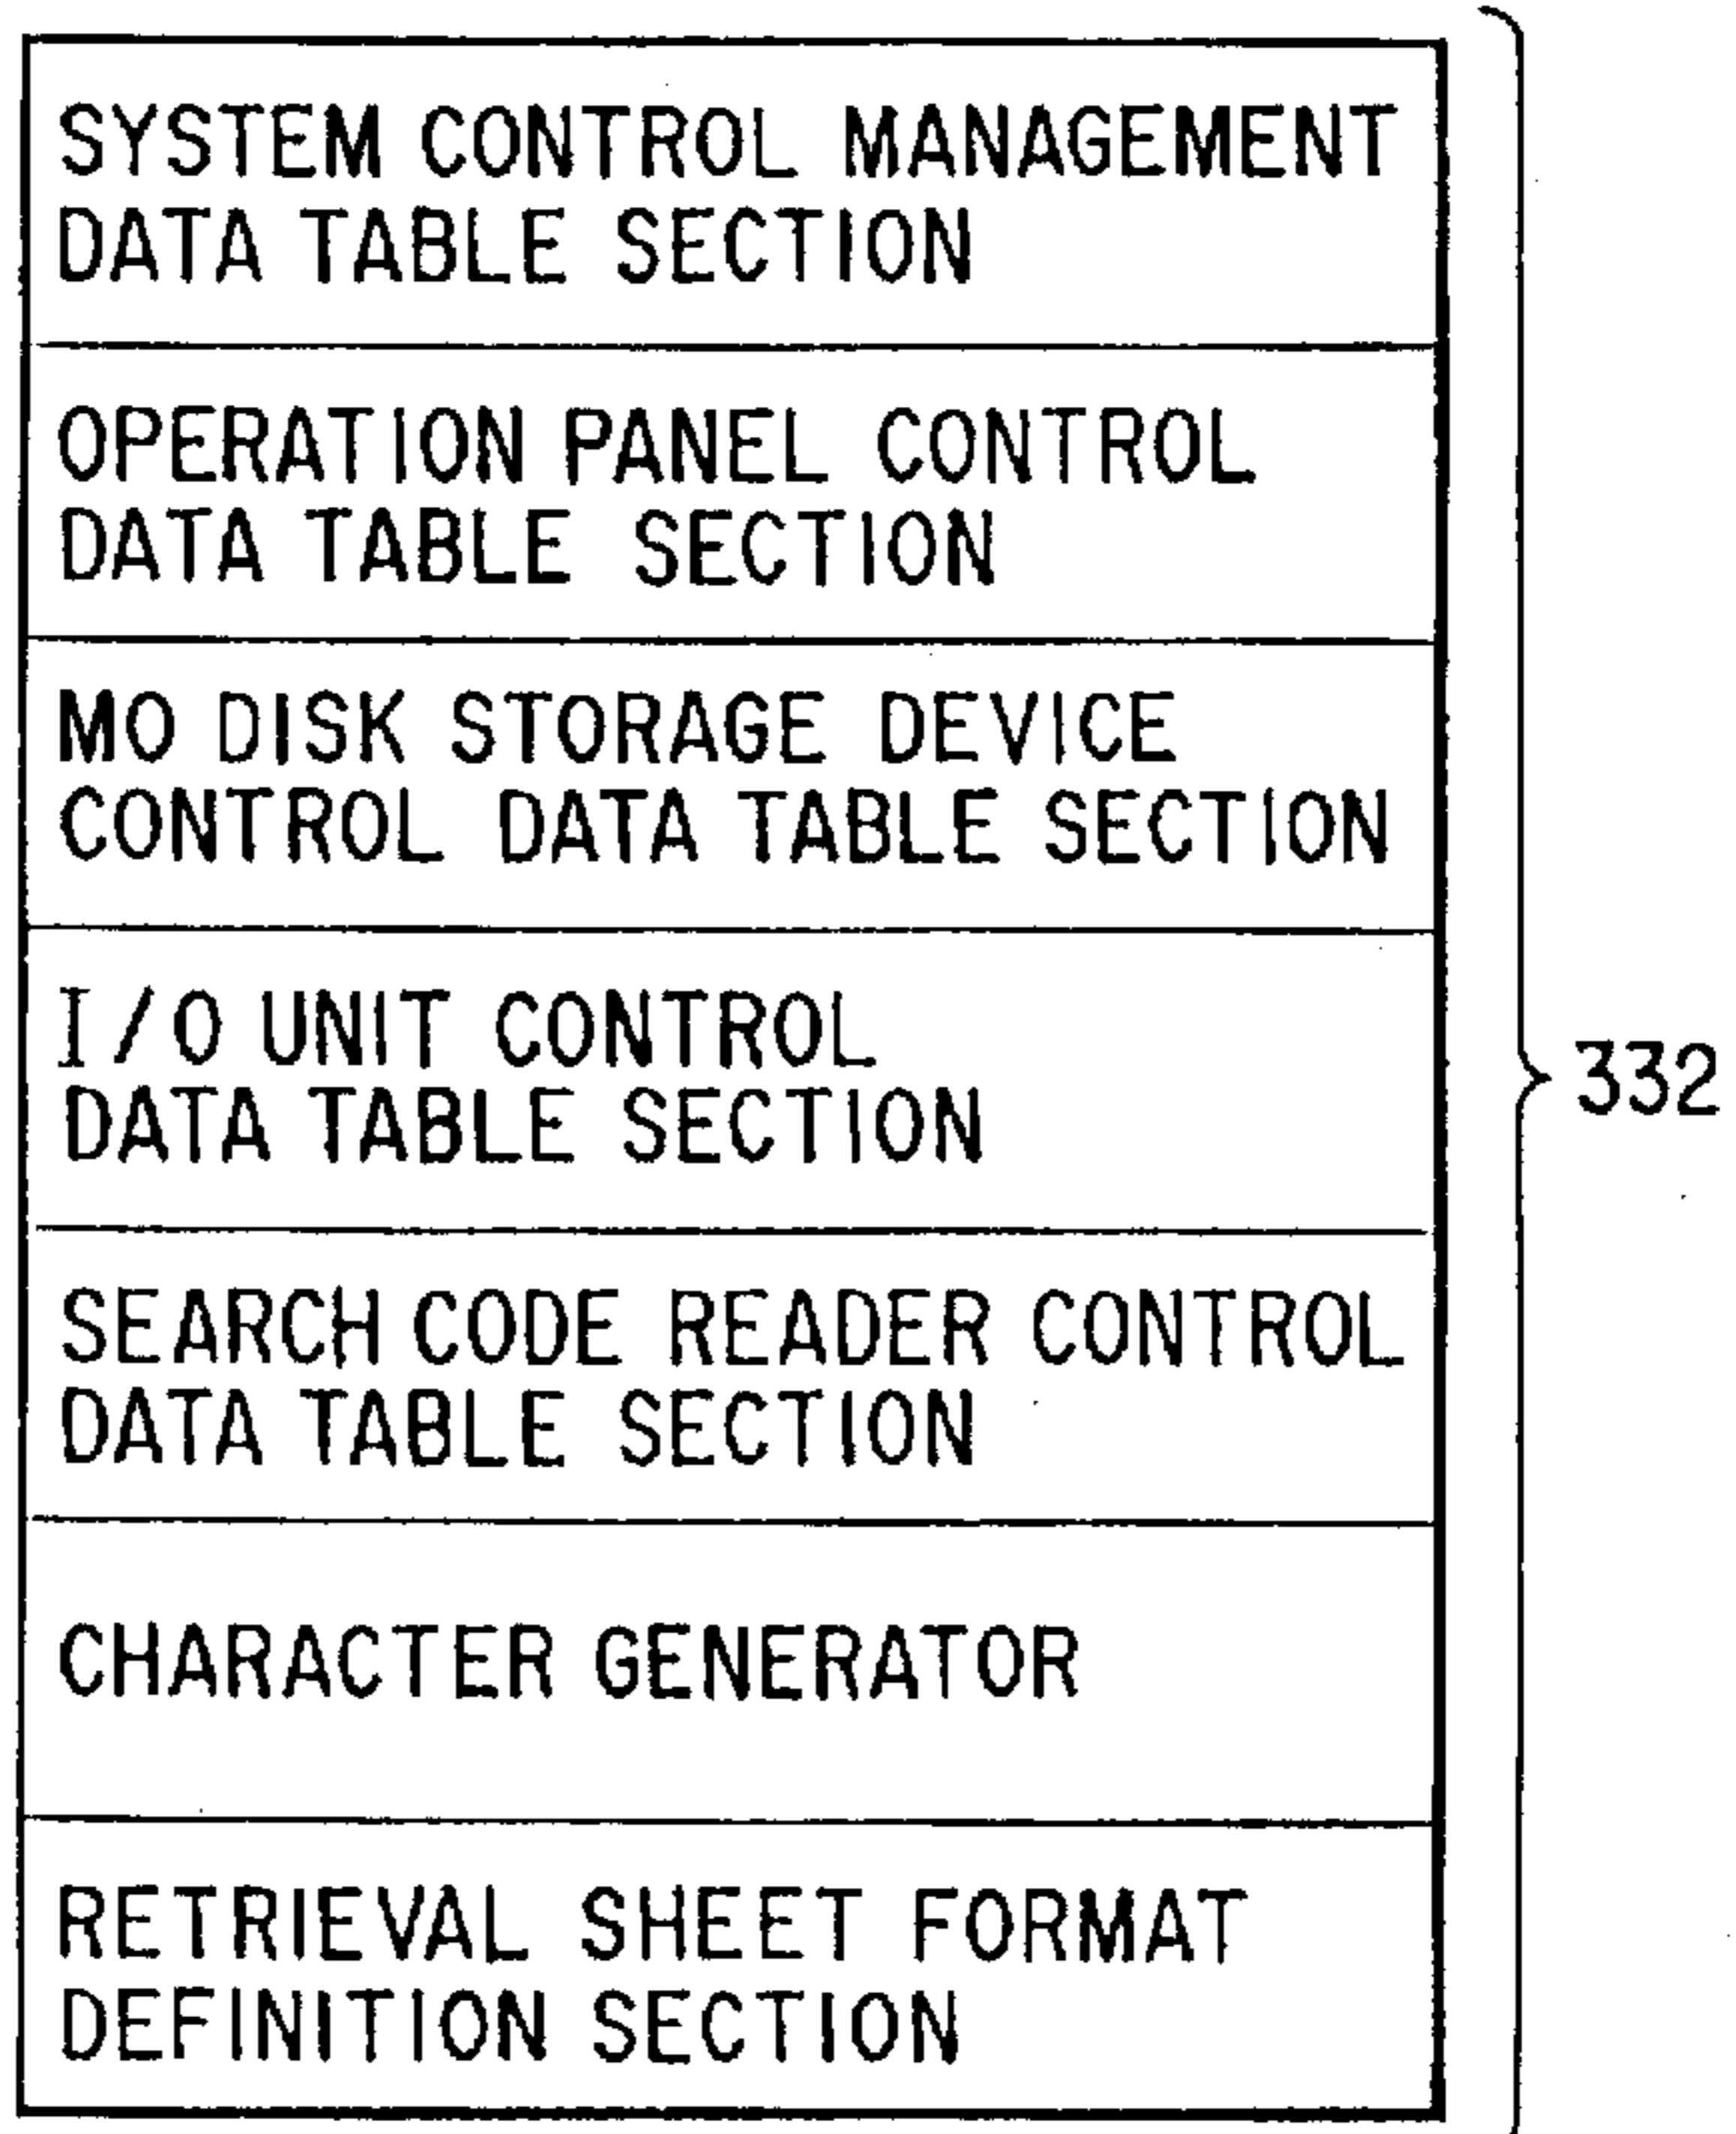 SYSTEM CONTROL MANAGEMENT
DATA TABLE SECTION
OPERATION PANEL CONTROL
DATA TABLE SECTION
MO DISK STORAGE DEVICE
CONTROL DATA TABLE SECTION
I/O UNIT CONTROL
DATA TABLE SECTION
332
SEARCH CODE READER CONTROL
DATA TABLE SECTION
CHARACTER GENERATOR
RETRIEVAL SHEET FORMAT
DEFINITION SECTION